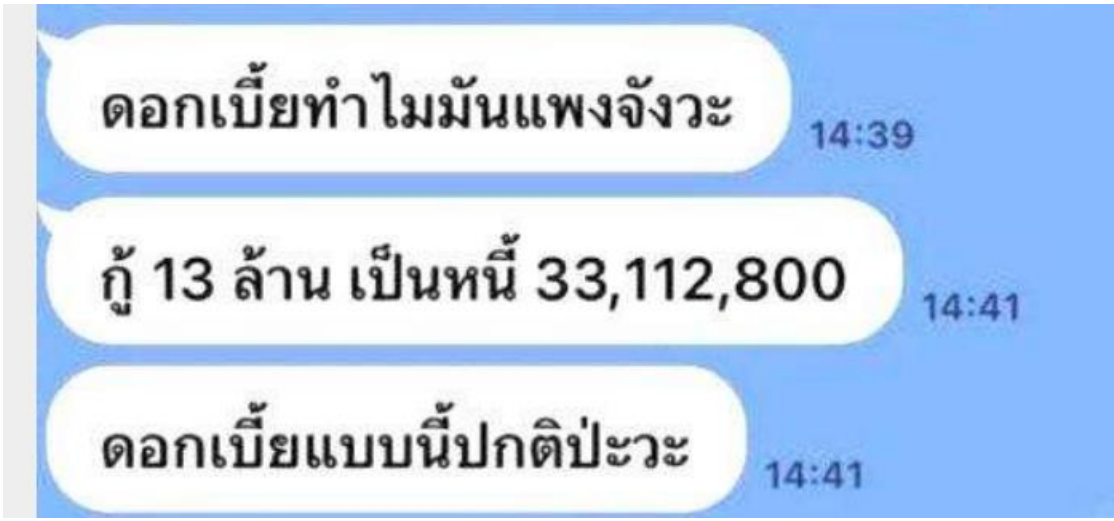 ดอกเบี้ยทำไมมันแพงจังวะ
14:39
กู้ 13 ล้าน เป็นหนี้ 33,112,800
14:41
ดอกเบี้ยแบบนี้ปกติป่ะวะ
14:41